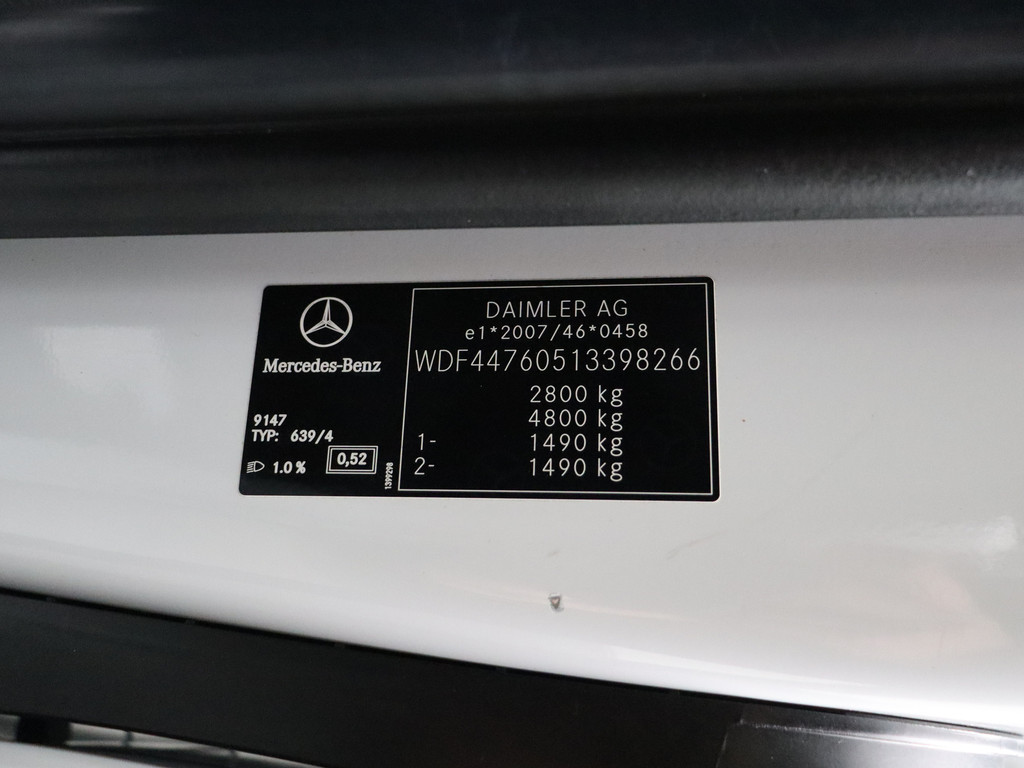 Mercedes-Benz
9147
TYP: 639/4
1.0 %
0,52
1399298
DAIMLER AG
e1*2007/46*0458
WDF44760513398266
2800 kg
4800 kg
1- 1490 kg
2- 1490 kg